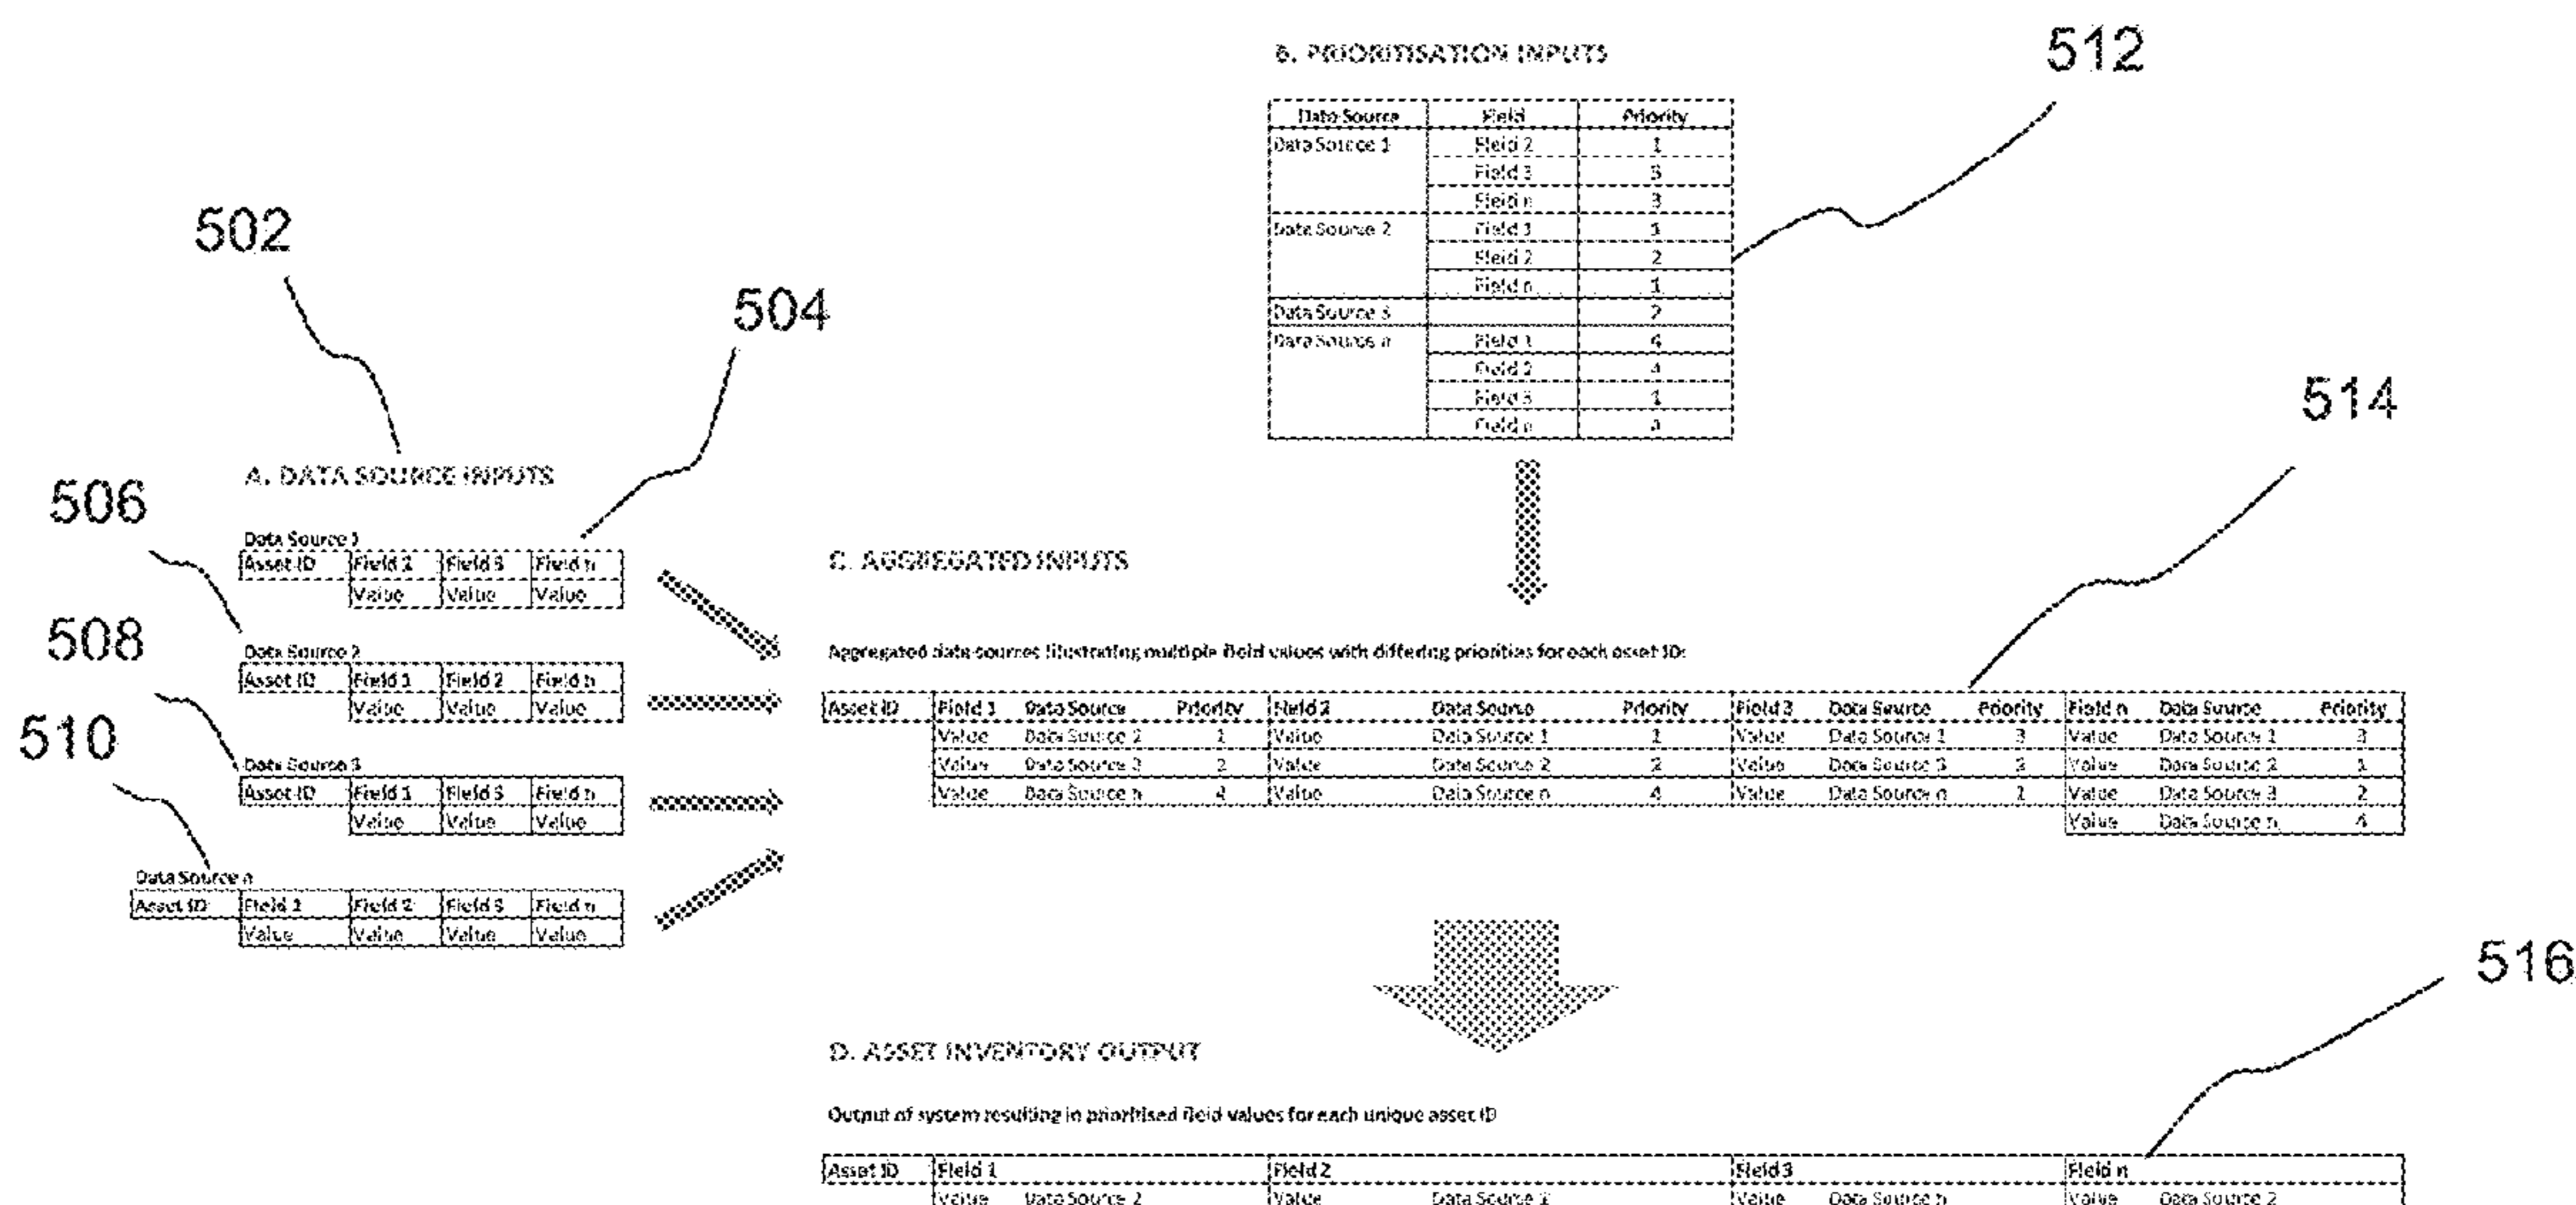 B. PRIORITISATION INPUTS
512
Data Source Field Priority
Data Source 1 Field 2 1
Field 3 3
Field n 3
Data Source 2 Field 1 1
Field 2 2
Field n 1
Data Source 3 2
Data Source n Field 1 4
Field 2 4
Field 3 1
Field n 4
502
504
514
A. DATA SOURCE INPUTS
506
Data Source 1
Asset ID Field 2 Field 3 Field n
Value Value Value
508
Data Source 2
Asset ID Field 1 Field 2 Field n
Value Value Value
510
Data Source 3
Asset ID Field 1 Field 3 Field n
Value Value Value
Data Source n
Asset ID Field 1 Field 2 Field 3 Field n
Value Value Value Value
C. AGGREGATED INPUTS
Aggregated data sources illustrating multiple field values with differing priorities for each asset ID:
Asset ID Field 1 Data Source Priority Field 2 Data Source Priority Field 3 Data Source Priority Field n Data Source Priority
Value Data Source 2 1 Value Data Source 1 1 Value Data Source 1 3 Value Data Source 1 3
Value Data Source 3 2 Value Data Source 2 2 Value Data Source 3 2 Value Data Source 2 1
Value Data Source n 4 Value Data Source n 4 Value Data Source n 1 Value Data Source 3 2
Value Data Source n 4
516
D. ASSET INVENTORY OUTPUT
Output of system resulting in prioritised field values for each unique asset ID
Asset ID Field 1 Field 2 Field 3 Field n
Value Data Source 2 Value Data Source Value Data Source n Value Data Source 2